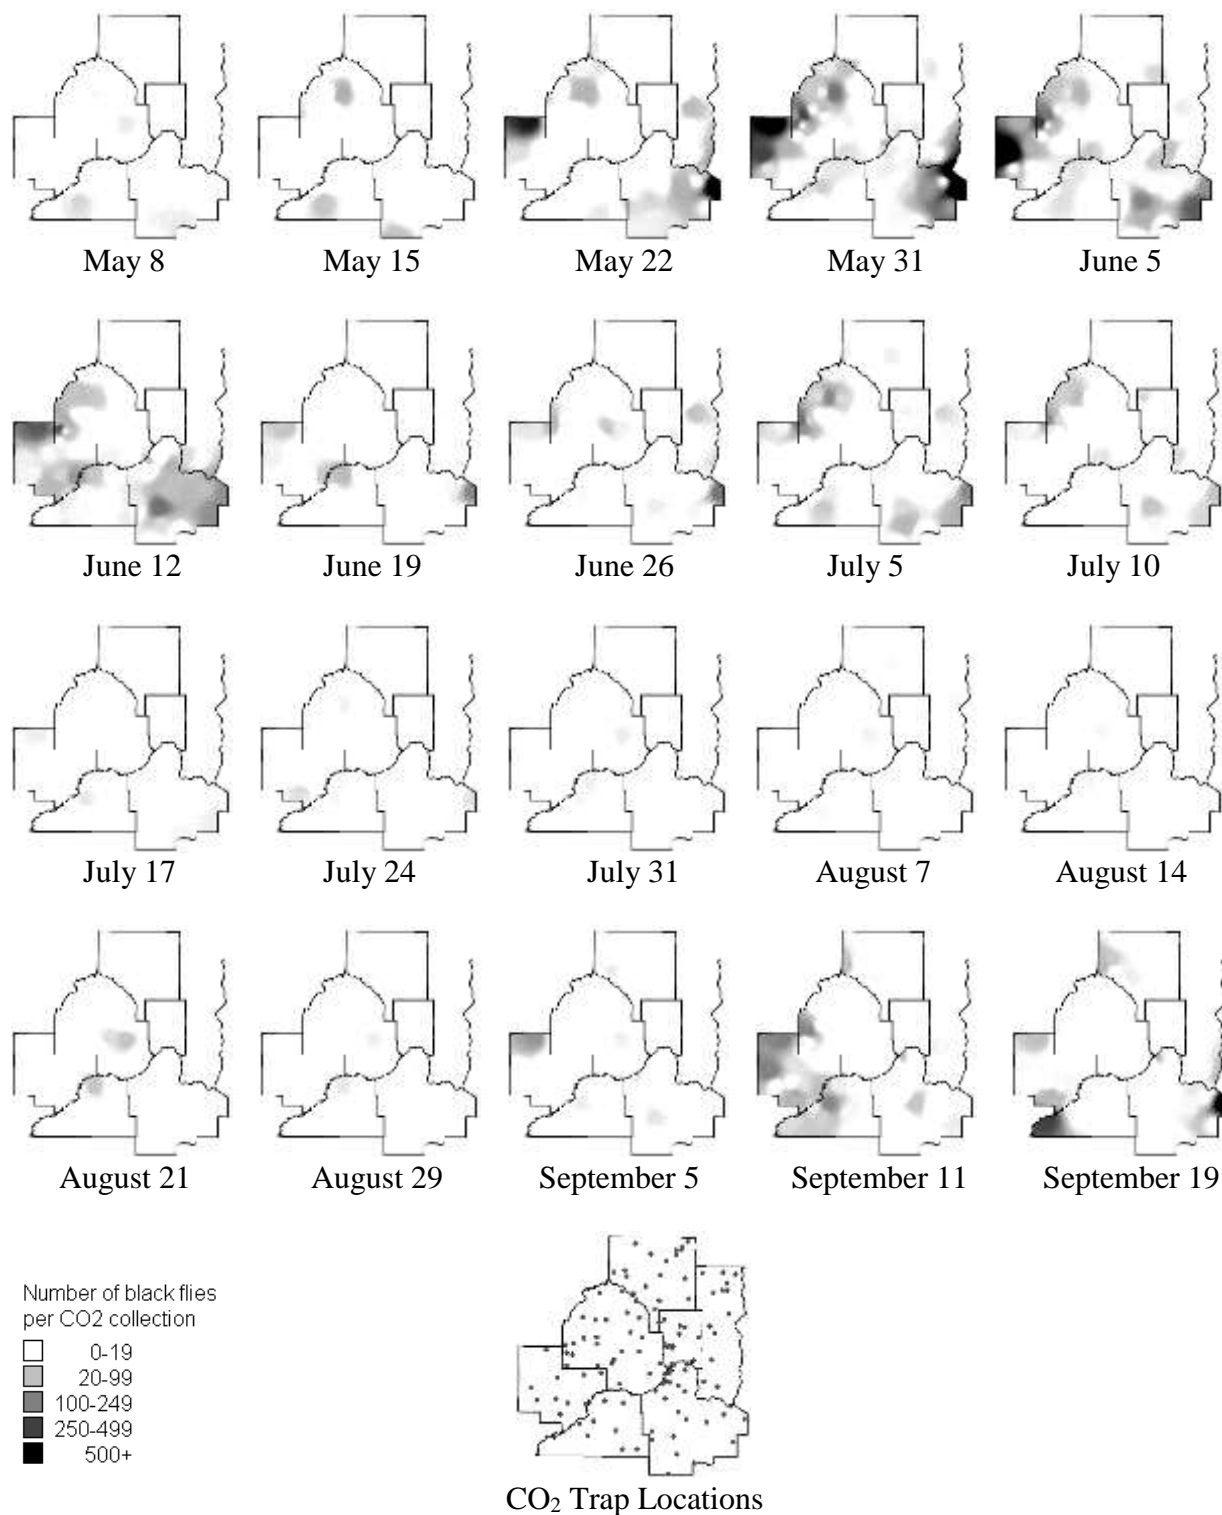 May 8
May 15
May 22
May 31
June 5
June 12
June 19
June 26
July 5
July 10
July 17
July 24
July 31
August 7
August 14
August 21
August 29
September 5
September 11
September 19
Number of black flies
per CO2 collection
0-19
20-99
100-249
250-499
500+
CO₂ Trap Locations